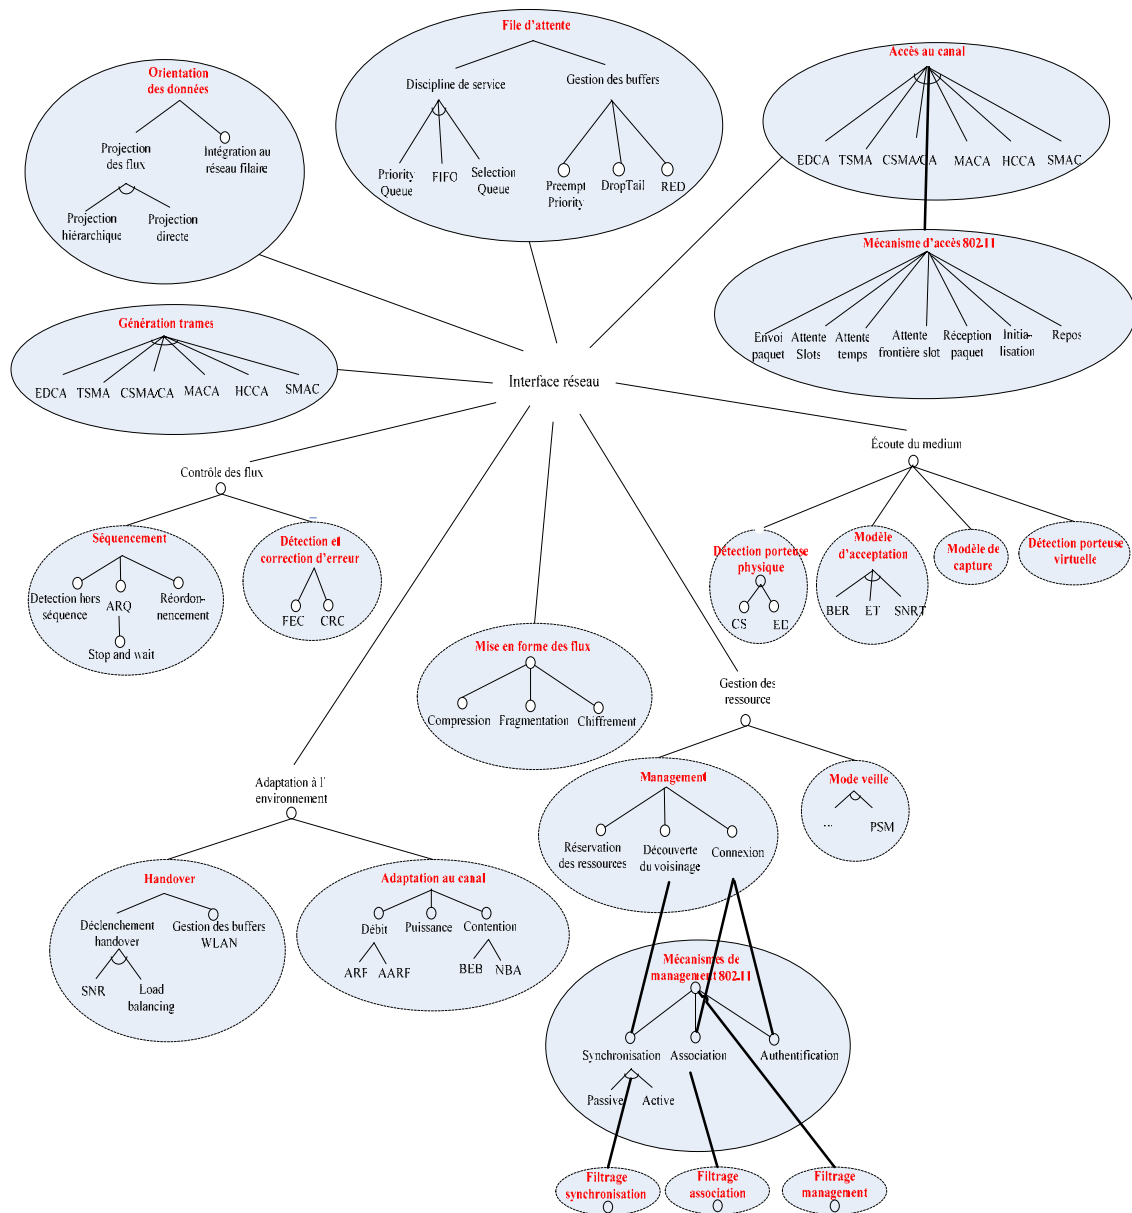 File d'attente
Discipline de service
Gestion des buffers
Priority
Queue
FIFO
Selection
Queue
Preempt
Priority
DropTail
RED
Orientation
des données
Projection
des flux
Intégration au
réseau filaire
Projection
hiérarchique
Projection
directe
Accès au canal
EDCA
TSMA
CSMA/CA
MACA
HCCA
SMAC
Mécanisme d'accès 802.11
Envoi
paquet
Attente
Slots
Attente
temps
Attente
frontière slot
Réception
paquet
Initia-
lisation
Repos
Génération trames
EDCA
TSMA
CSMA/CA
MACA
HCCA
SMAC
Interface réseau
Contrôle des flux
Séquencement
Detection hors
séquence
ARQ
Réordon-
nencement
Stop and wait
Détection et
correction d'erreur
FEC
CRC
Écoute du medium
Détection porteuse
physique
CS
ED
Modèle
d'acceptation
BER
ET
SNRT
Modèle de
capture
Détection porteuse
virtuelle
Mise en forme des flux
Compression
Fragmentation
Chiffrement
Gestion des
ressource
Management
Réservation
des ressources
Découverte
du voisinage
Connexion
Mode veille
...
PSM
Adaptation à l'
environnement
Handover
Déclenchement
handover
Gestion des buffers
WLAN
SNR
Load
balancing
Adaptation au canal
Débit
Puissance
Contention
ARF
AARF
BEB
NBA
Mécanismes de
management 802.11
Synchronisation
Association
Authentification
Passive
Active
Filtrage
synchronisation
Filtrage
association
Filtrage
management